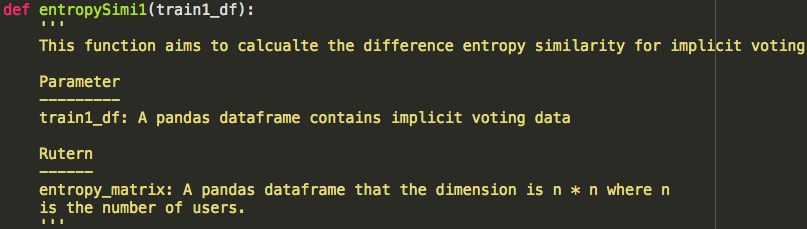 def entropySimi1(train1_df):
'''
This function aims to calcualte the difference entropy similarity for implicit voting
Parameter
---------
train1_df: A pandas dataframe contains implicit voting data
Rutern
------
entropy_matrix: A pandas dataframe that the dimension is n * n where n
is the number of users.
'''